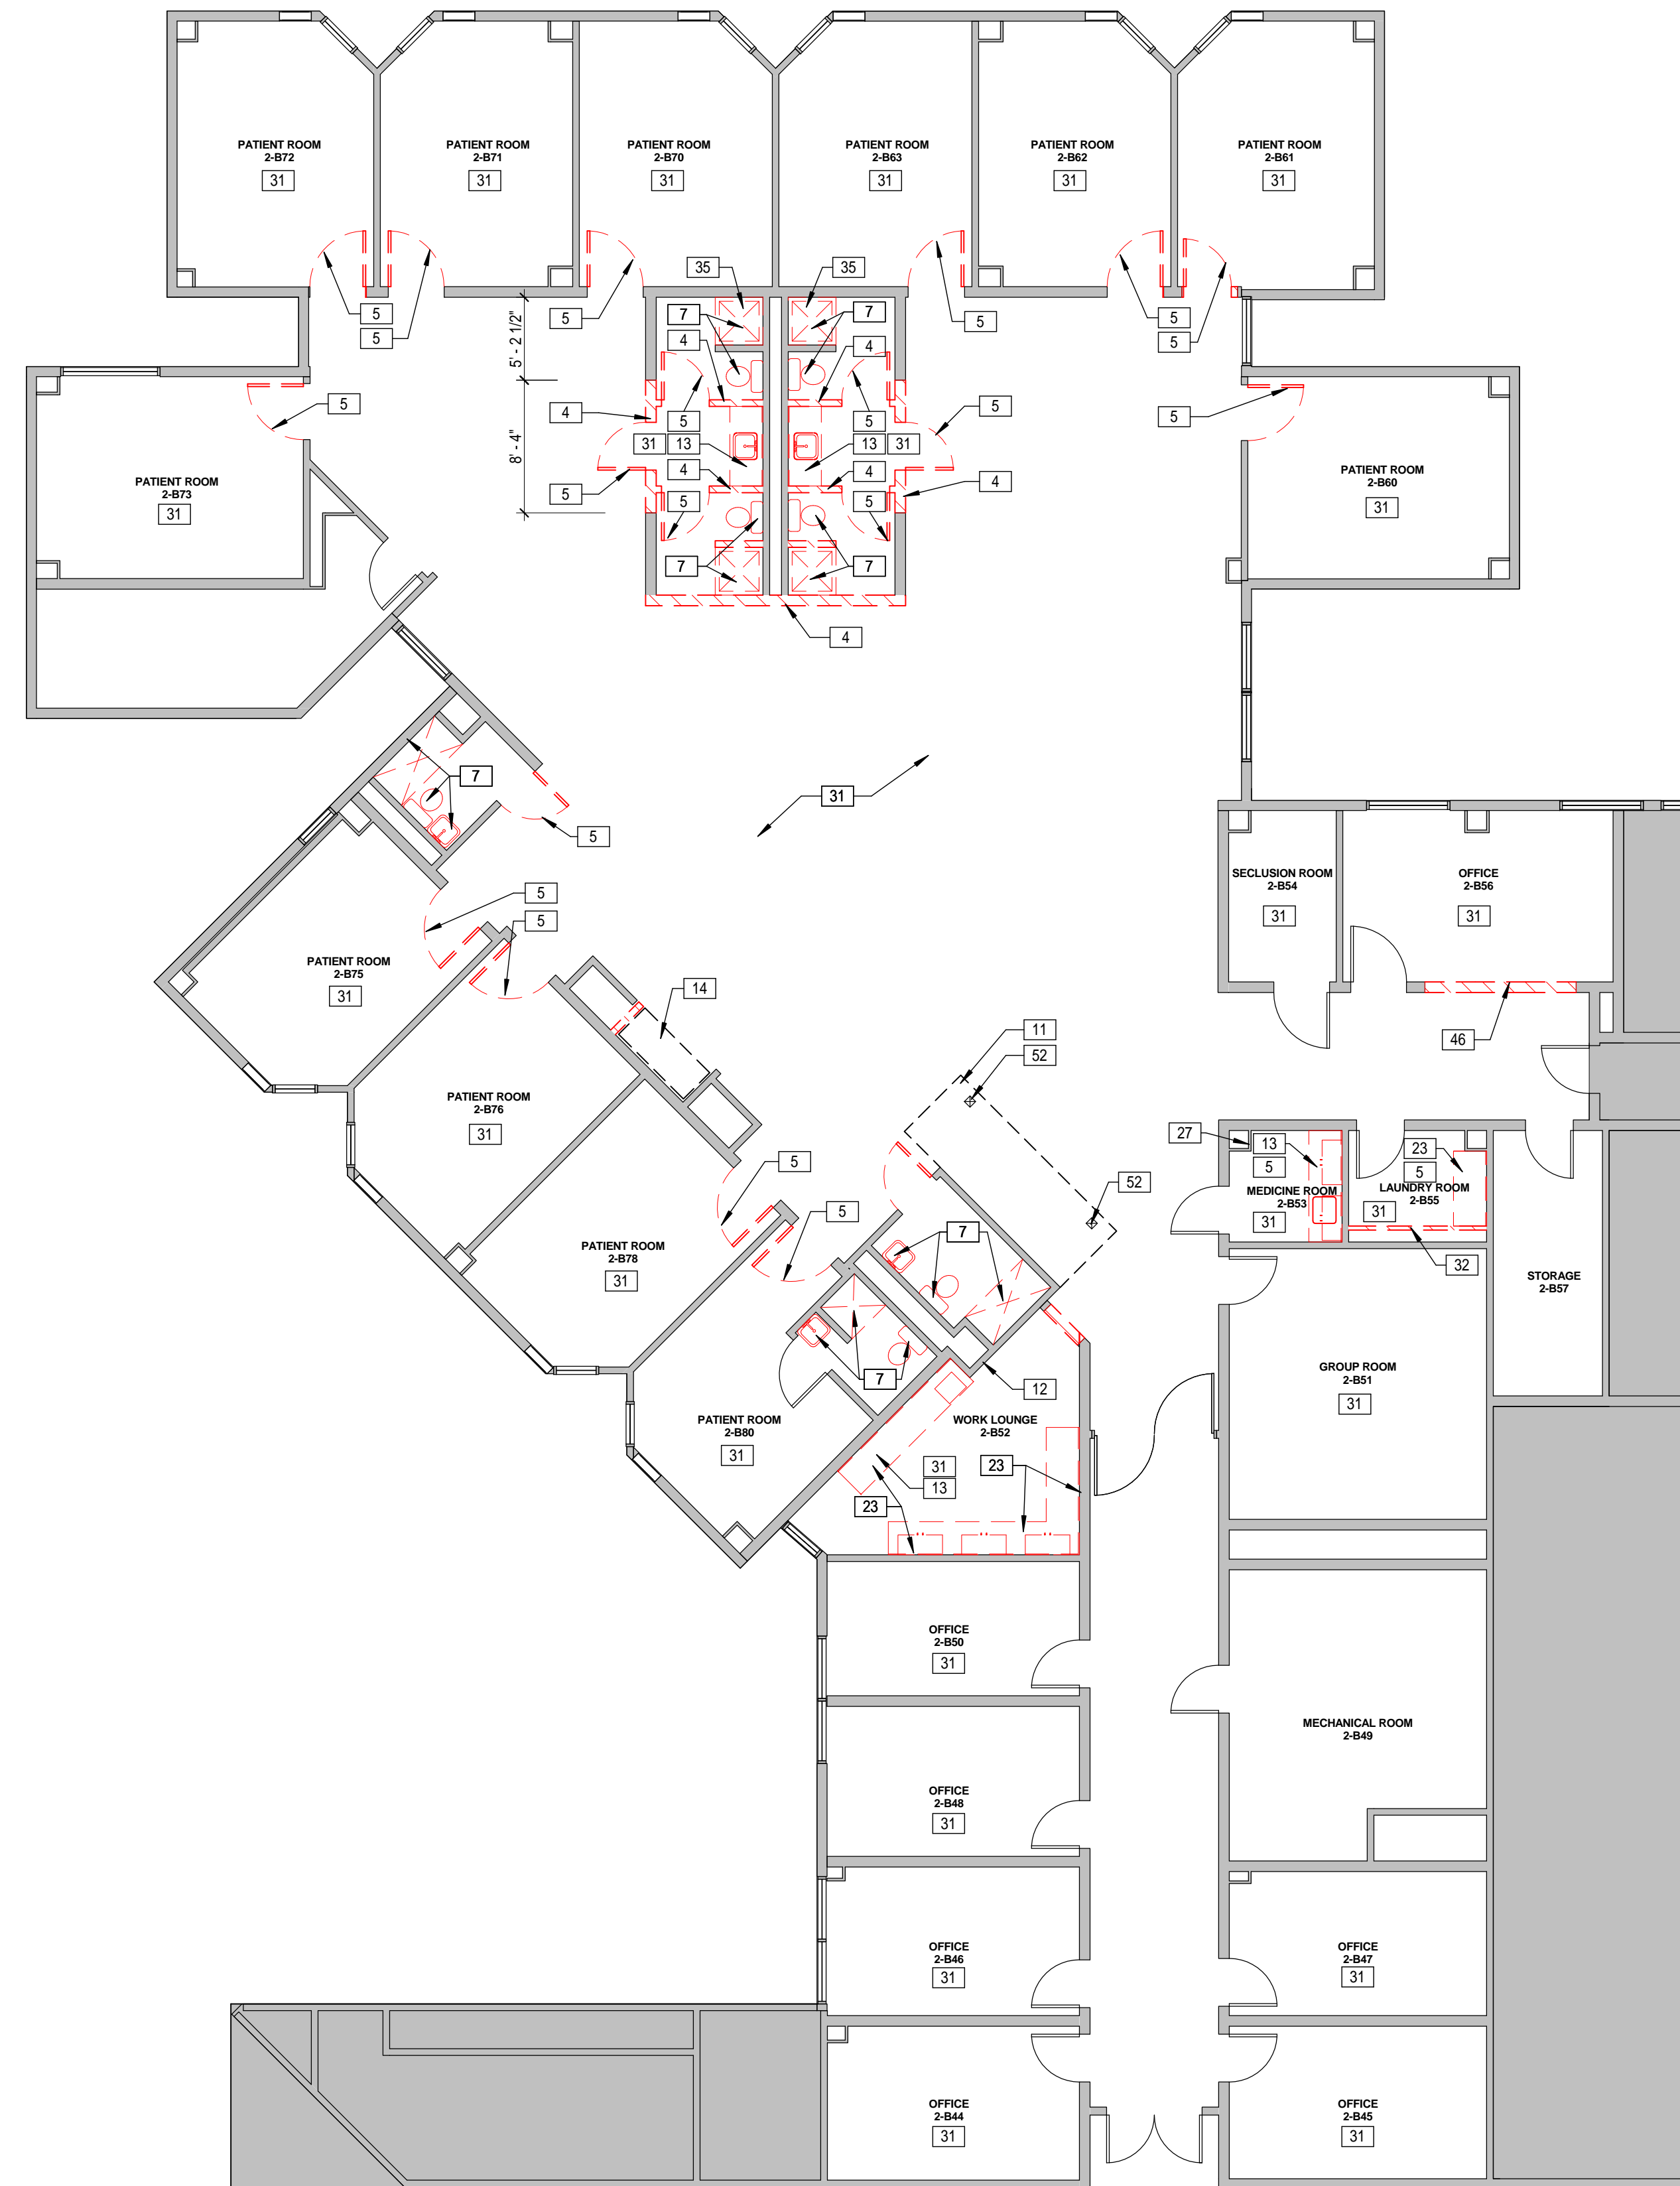 PATIENT ROOM
2-B72
31
PATIENT ROOM
2-B71
31
PATIENT ROOM
2-B70
31
PATIENT ROOM
2-B63
31
PATIENT ROOM
2-B62
31
PATIENT ROOM
2-B61
31
35
35
5
5
5
5
5
5
5' - 2 1/2"
7
7
4
4
5
5
8' - 4"
4
5
5
5
31
13
13
31
4
4
4
5
5
5
7
7
4
PATIENT ROOM
2-B73
31
PATIENT ROOM
2-B60
31
7
31
5
5
5
PATIENT ROOM
2-B75
31
SECLUSION ROOM
2-B54
31
OFFICE
2-B56
31
14
11
52
46
PATIENT ROOM
2-B76
31
27
13
5
MEDICINE ROOM
2-B53
31
23
5
LAUNDRY ROOM
2-B55
31
5
52
5
7
PATIENT ROOM
2-B78
31
32
STORAGE
2-B57
GROUP ROOM
2-B51
31
7
12
PATIENT ROOM
2-B80
31
WORK LOUNGE
2-B52
31
13
23
23
OFFICE
2-B50
31
MECHANICAL ROOM
2-B49
OFFICE
2-B48
31
OFFICE
2-B46
31
OFFICE
2-B47
31
OFFICE
2-B44
31
OFFICE
2-B45
31